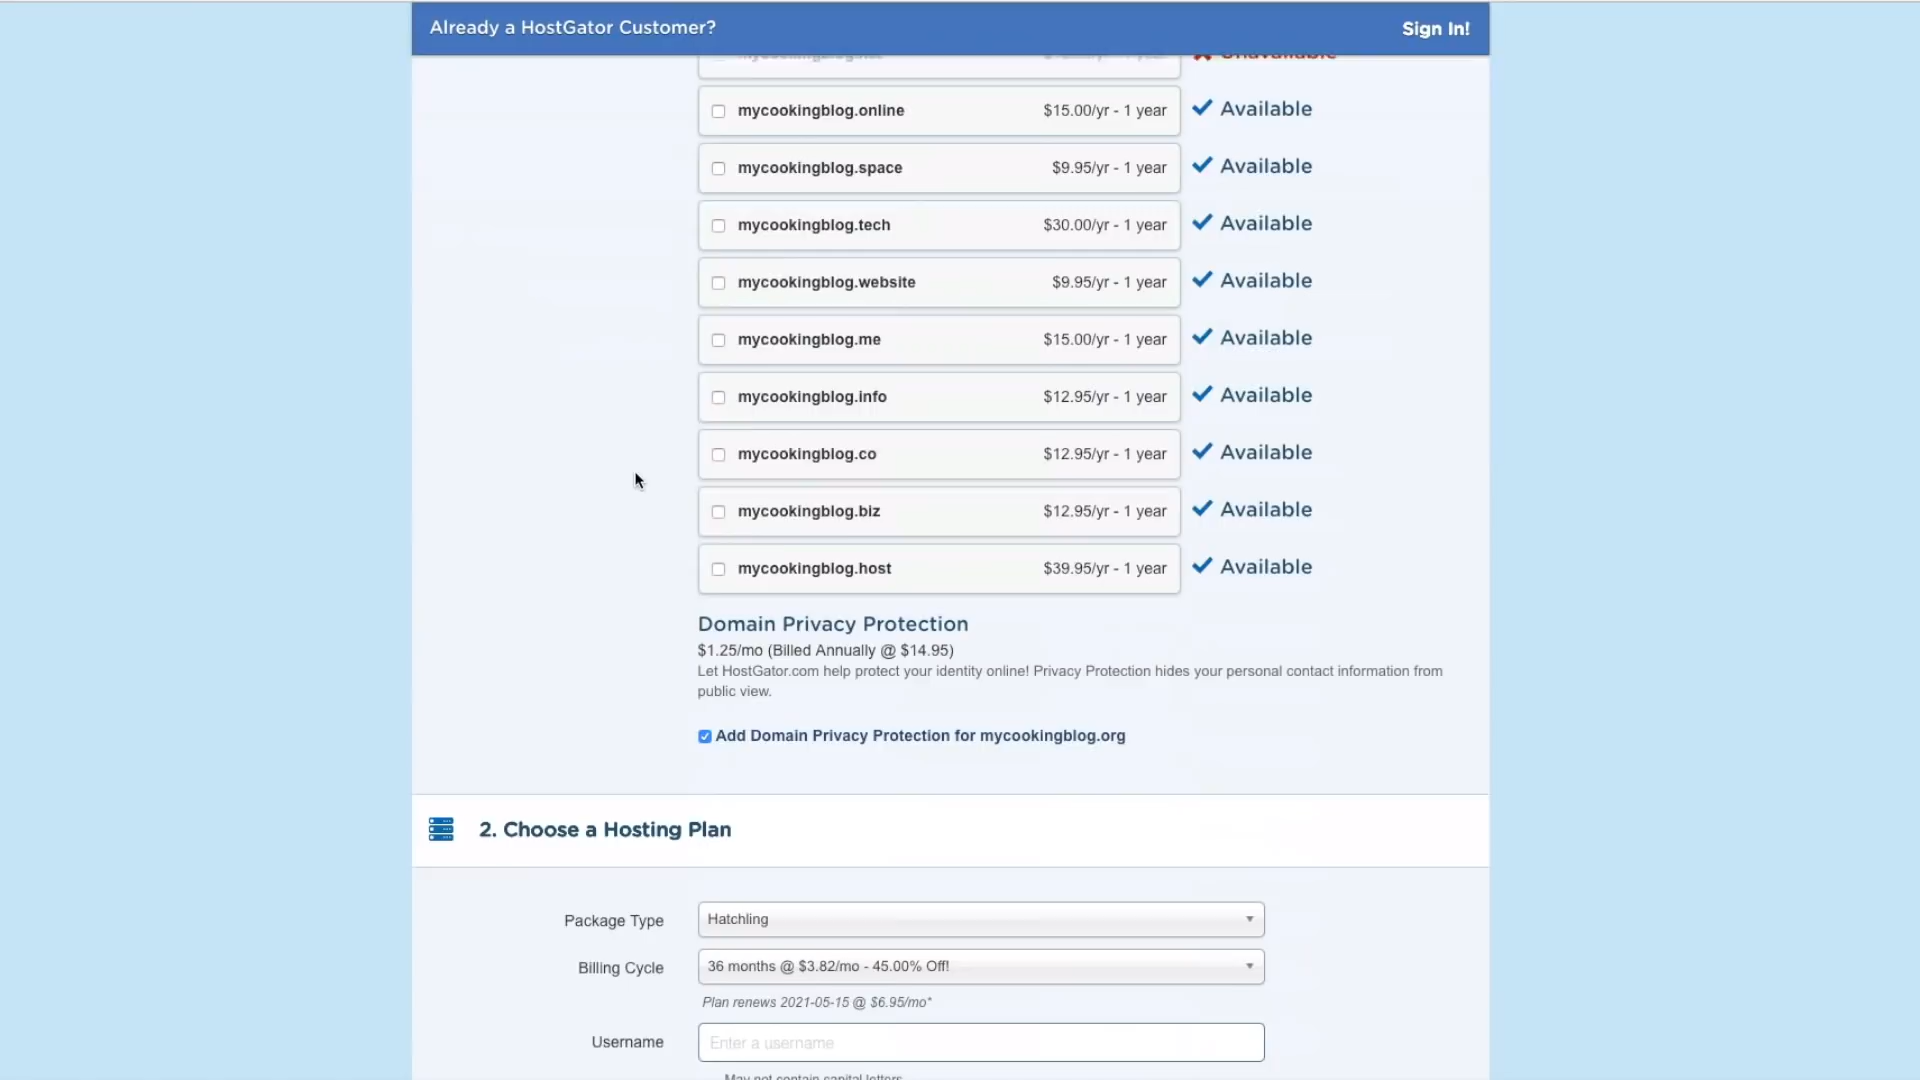 Already a HostGator Customer? Sign In!
Unavailable
mycookingblog.online $15.00/yr - 1 year Available
mycookingblog.space $9.95/yr - 1 year Available
mycookingblog.tech $30.00/yr - 1 year Available
mycookingblog.website $9.95/yr - 1 year Available
mycookingblog.me $15.00/yr - 1 year Available
mycookingblog.info $12.95/yr - 1 year Available
mycookingblog.co $12.95/yr - 1 year Available
mycookingblog.biz $12.95/yr - 1 year Available
mycookingblog.host $39.95/yr - 1 year Available
Domain Privacy Protection
$1.25/mo (Billed Annually @ $14.95)
Let HostGator.com help protect your identity online! Privacy Protection hides your personal contact information from
public view.
Add Domain Privacy Protection for mycookingblog.org
2. Choose a Hosting Plan
Package Type Hatchling
Billing Cycle 36 months @ $3.82/mo - 45.00% Off!
Plan renews 2021-05-15 @ $6.95/mo*
Username Enter a username
May not contain capital letters